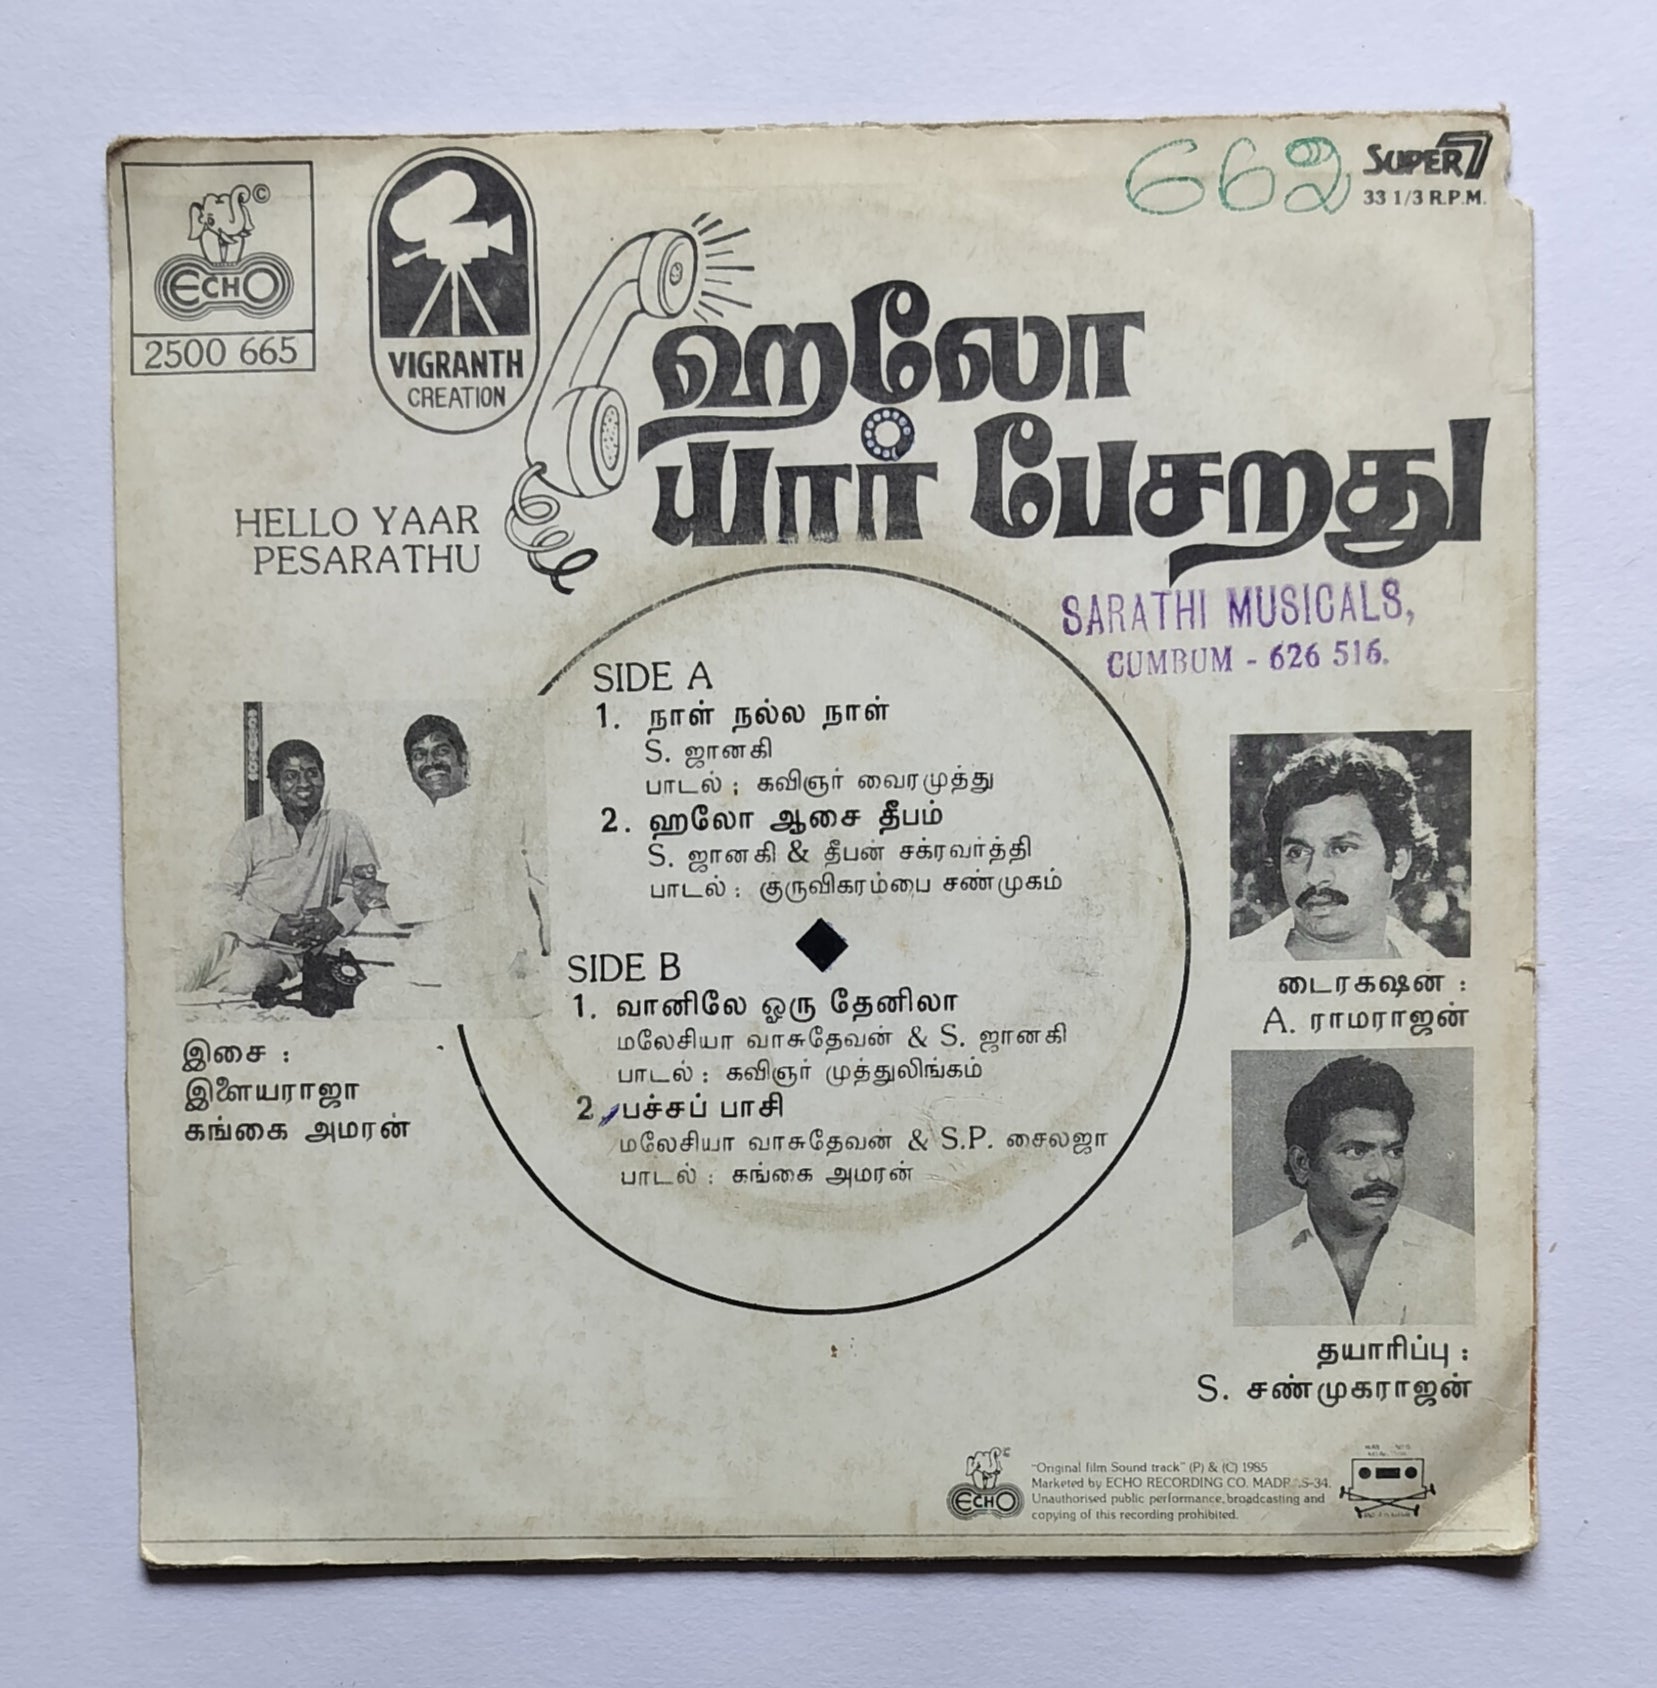 ECHO
©
2500 665
VIGRANTH
CREATION
662
SUPER 7
33 1/3 R.P.M.
ஹலோ
யார் பேசறது
HELLO YAAR
PESARATHU
SARATHI MUSICALS,
CUMBUM - 626 516.
SIDE A
1. நாள் நல்ல நாள்
S. ஜானகி
பாடல் : கவிஞர் வைரமுத்து
2. ஹலோ ஆசை தீபம்
S. ஜானகி & தீபன் சக்ரவர்த்தி
பாடல் : குருவிகரம்பை சண்முகம்
SIDE B
1. வானிலே ஒரு தேனிலா
மலேசியா வாசுதேவன் & S. ஜானகி
பாடல் : கவிஞர் முத்துலிங்கம்
2. பச்சப் பாசி
மலேசியா வாசுதேவன் & S.P. சைலஜா
பாடல் : கங்கை அமரன்
இசை :
இளையராஜா
கங்கை அமரன்
டைரக்ஷன் :
A. ராமராஜன்
தயாரிப்பு :
S. சண்முகராஜன்
ECHO
"Original film Sound track" (P) & (C) 1985
Marketed by ECHO RECORDING CO. MADRAS-34.
Unauthorised public performance, broadcasting and
copying of this recording prohibited.